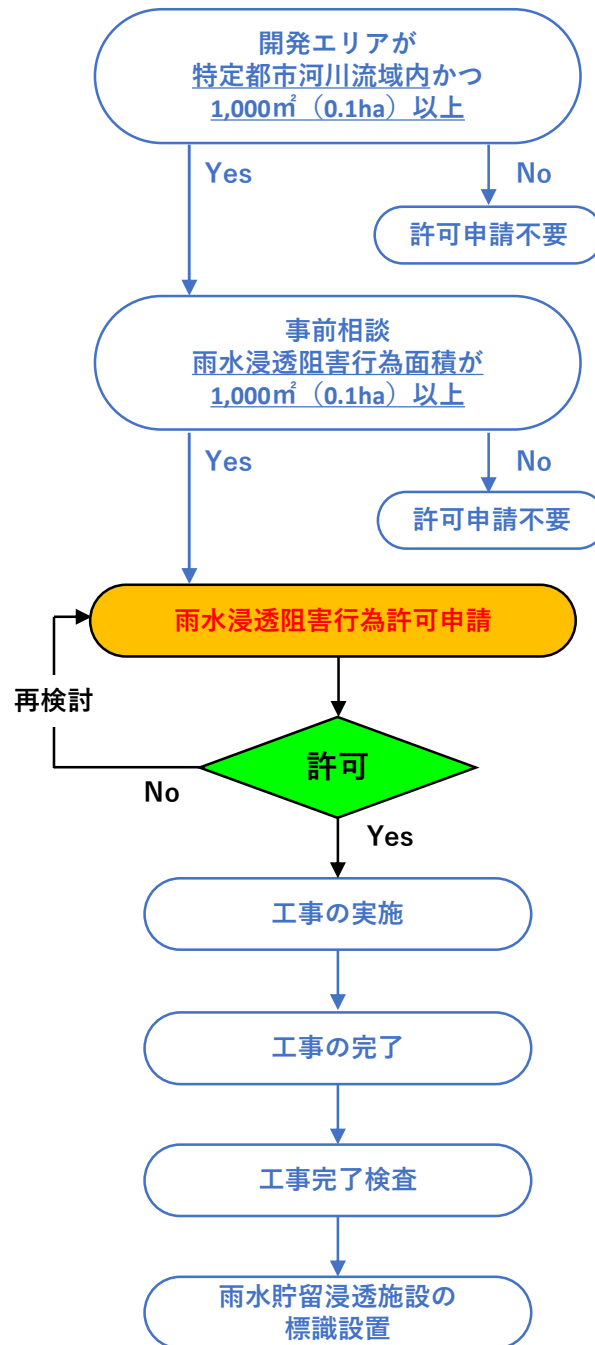 開発エリアが
特定都市河川流域内かつ
1,000㎡（0.1ha）以上
Yes
No
許可申請不要
事前相談
雨水浸透阻害行為面積が
1,000㎡（0.1ha）以上
Yes
No
許可申請不要
雨水浸透阻害行為許可申請
再検討
許可
No
Yes
工事の実施
工事の完了
工事完了検査
雨水貯留浸透施設の
標識設置